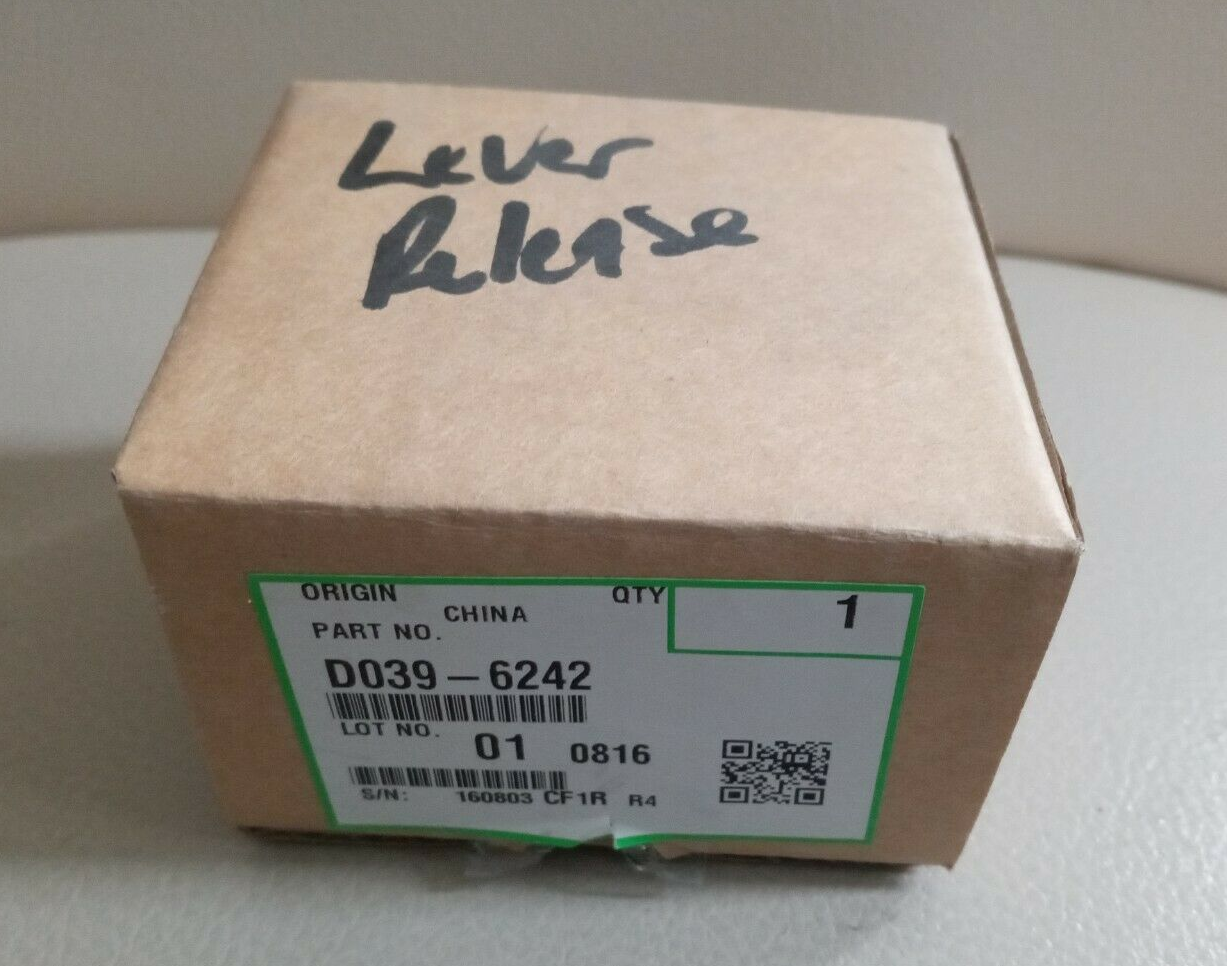 Lever
Release
ORIGIN QTY 1
CHINA
PART NO.
D039-6242
LOT NO.
01 0816
S/N: 160803 CF1R R4